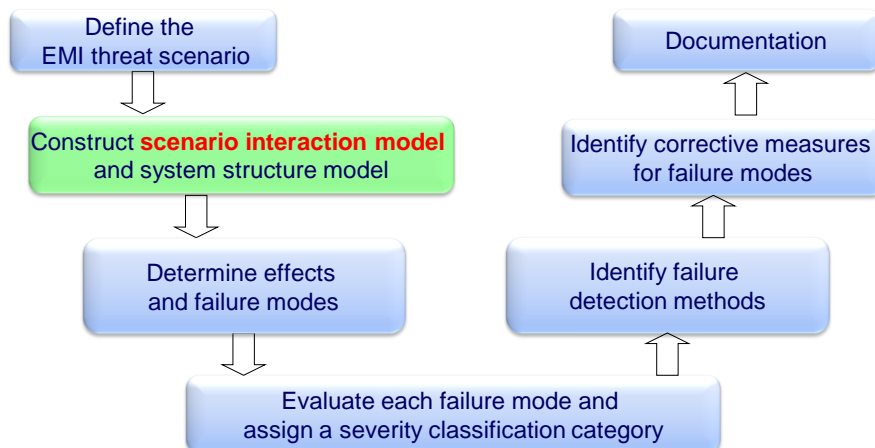 Define the
EMI threat scenario
Construct scenario interaction model
and system structure model
Determine effects
and failure modes
Evaluate each failure mode and
assign a severity classification category
Identify failure
detection methods
Identify corrective measures
for failure modes
Documentation